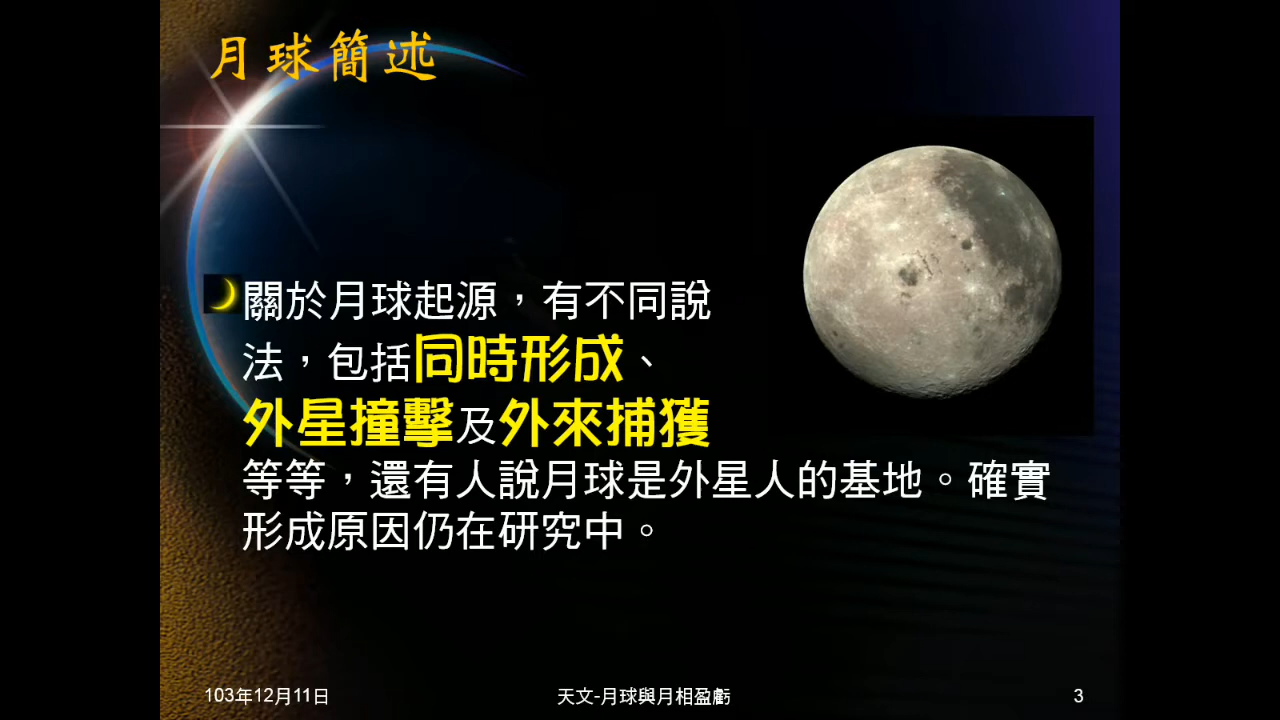 月球簡述
關於月球起源，有不同說
法，包括同時形成、
外星撞擊及外來捕獲
等等，還有人說月球是外星人的基地。確實
形成原因仍在研究中。
103年12月11日
天文-月球與月相盈虧
3